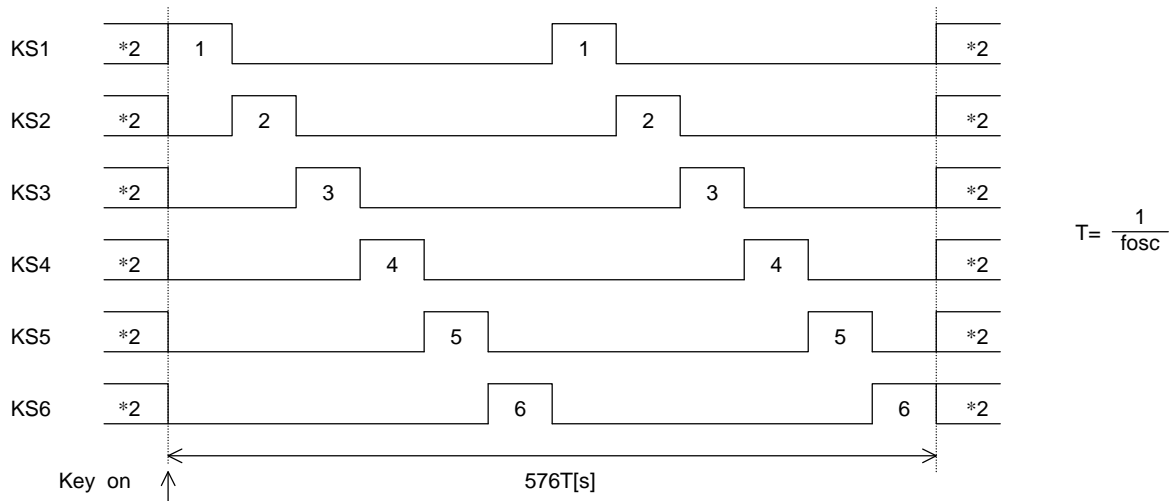 KS1 *2 1 1 *2
KS2 *2 2 2 *2
KS3 *2 3 3 *2
T= 1
fosc
KS4 *2 4 4 *2
KS5 *2 5 5 *2
KS6 *2 6 6 *2
Key on 576T[s]